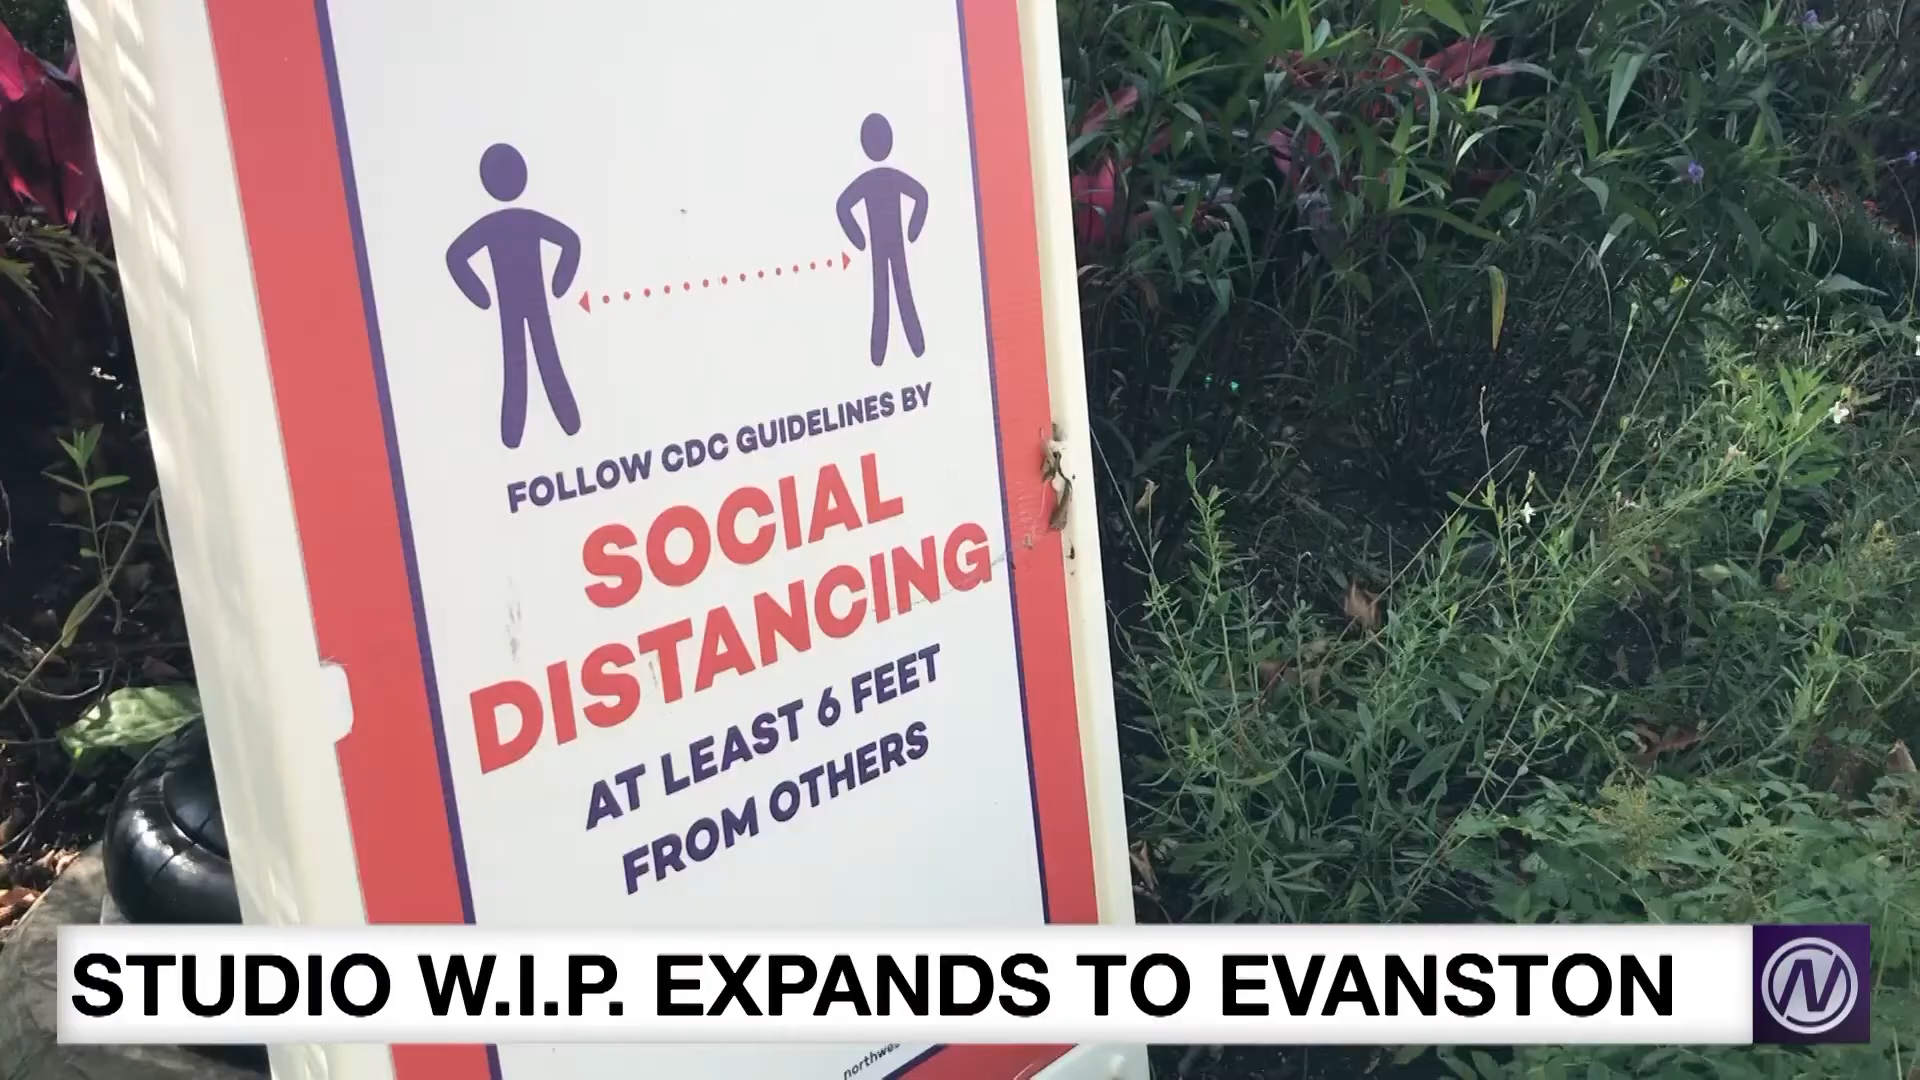 FOLLOW CDC GUIDELINES BY
SOCIAL
DISTANCING
AT LEAST 6 FEET
FROM OTHERS
STUDIO W.I.P. EXPANDS TO EVANSTON
N